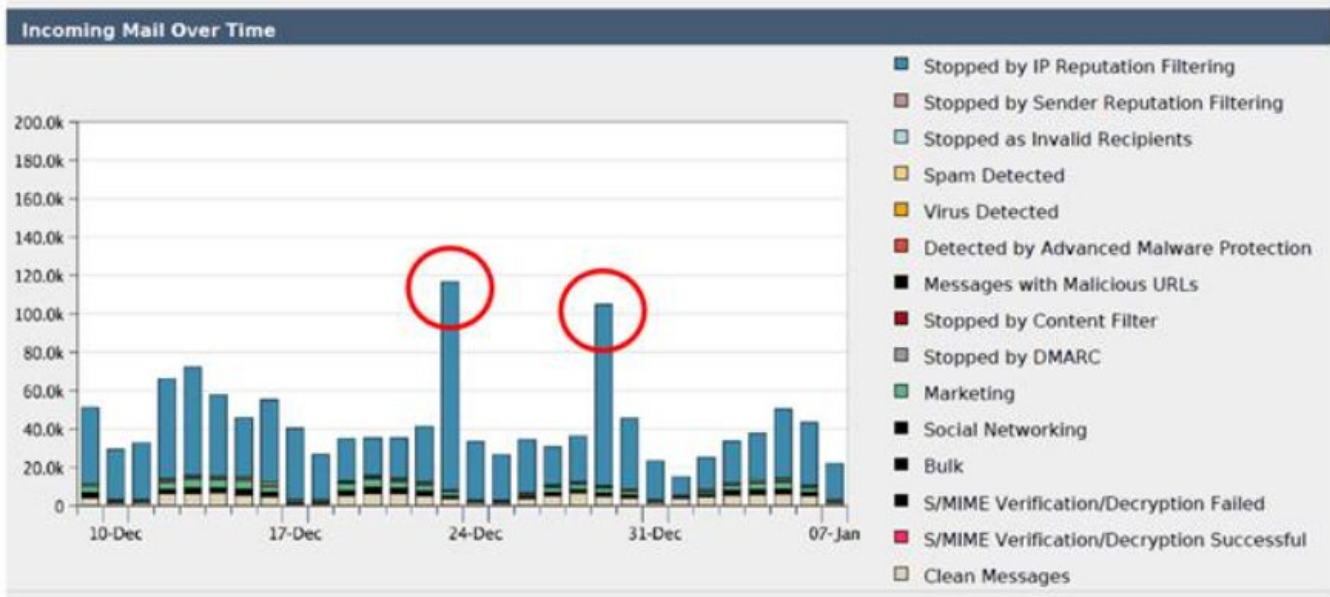 Incoming Mail Over Time
200.0k
180.0k
160.0k
140.0k
120.0k
100.0k
80.0k
60.0k
40.0k
20.0k
0
10-Dec 17-Dec 24-Dec 31-Dec 07-Jan
Stopped by IP Reputation Filtering
Stopped by Sender Reputation Filtering
Stopped as Invalid Recipients
Spam Detected
Virus Detected
Detected by Advanced Malware Protection
Messages with Malicious URLs
Stopped by Content Filter
Stopped by DMARC
Marketing
Social Networking
Bulk
S/MIME Verification/Decryption Failed
S/MIME Verification/Decryption Successful
Clean Messages